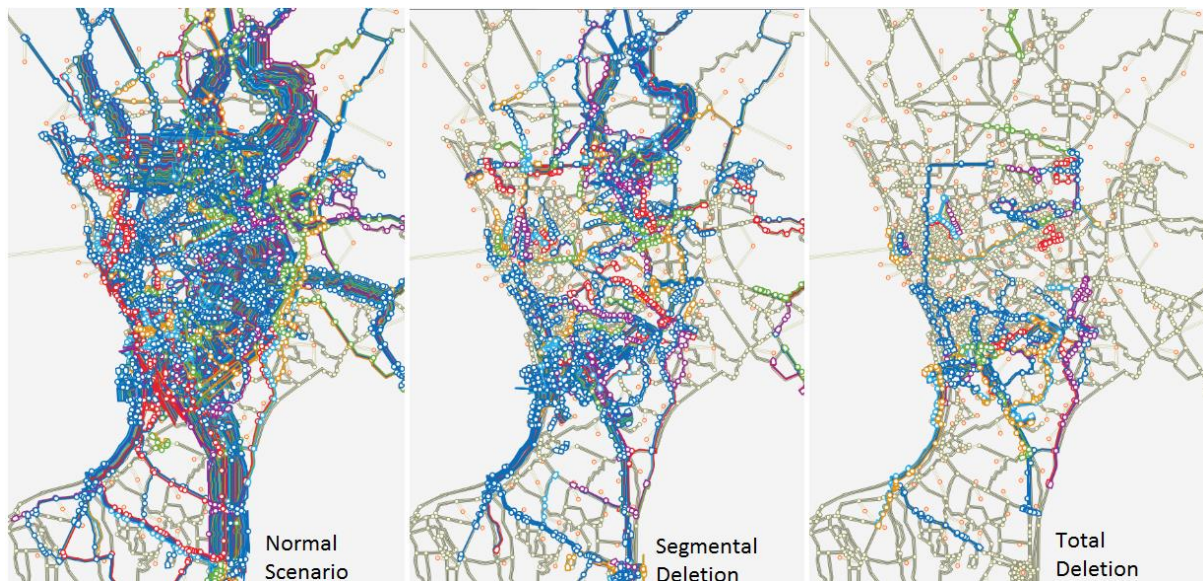 Normal
Scenario
Segmental
Deletion
Total
Deletion